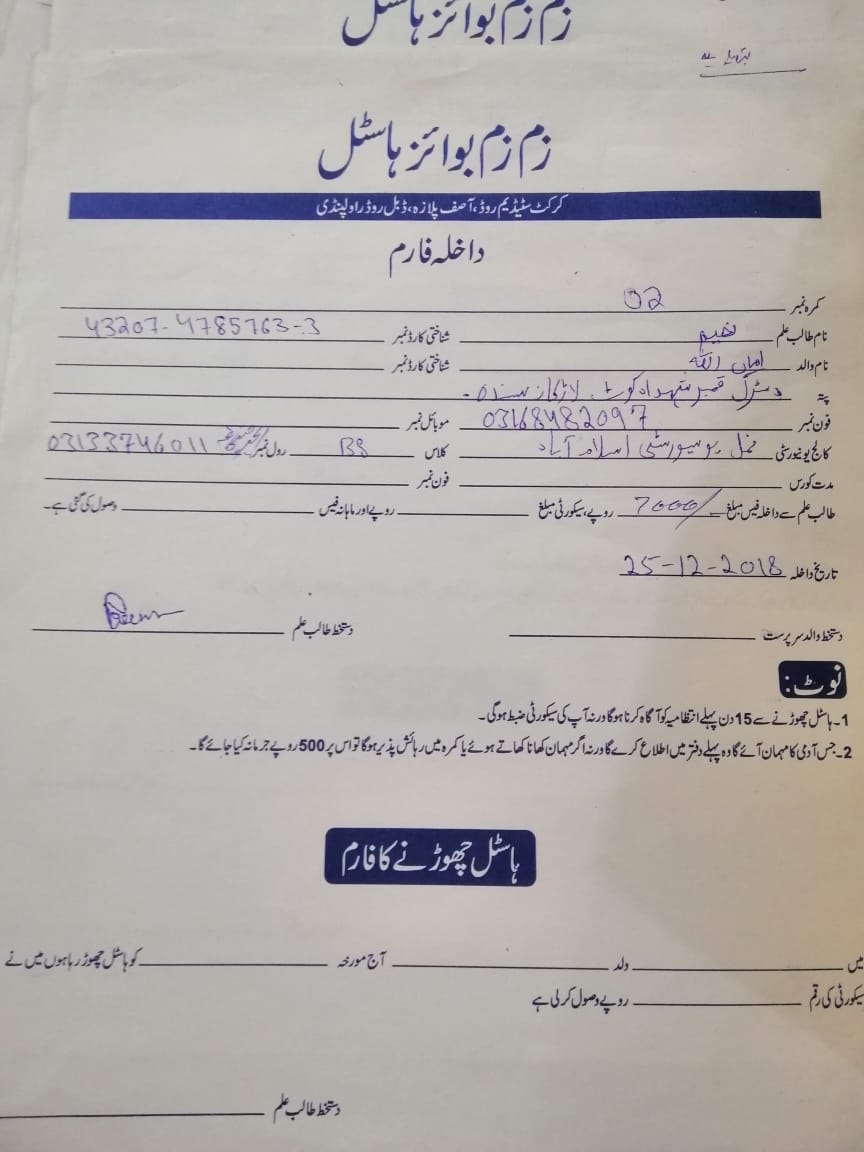 زم زم بوائز ہاسٹل
زم زم بوائز ہاسٹل
کرکٹ سٹیڈیم روڈ، آصف پلازہ، ڈبل روڈ راولپنڈی
داخلہ فارم
کمرہ نمبر 02
نام طالب علم نعیم شناختی کارڈ نمبر 43207-4785763-3
نام والد امان اللہ شناختی کارڈ نمبر
پتہ ڈسٹرکٹ قمبر شہداد کوٹ لاڑکانہ سندھ۔
فون نمبر 03168482097 موبائل نمبر
کالج یونیورسٹی نمل یونیورسٹی اسلام آباد کلاس BS رول نمبر 03133746011
مدت کورس فون نمبر
طالب علم سے داخلہ فیس مبلغ 7000/ روپے، سیکورٹی مبلغ روپے اور ماہانہ فیس وصول کی گئی ہے۔
تاریخ داخلہ 25-12-2018
دستخط والد سرپرست دستخط طالب علم
نوٹ:
1۔ ہاسٹل چھوڑنے سے 15 دن پہلے انتظامیہ کو آگاہ کرنا ہوگا ورنہ آپ کی سیکورٹی ضبط ہوگی۔
2۔ جس آدمی کا مہمان آئے گا وہ پہلے دفتر میں اطلاع کرے گا ورنہ اگر مہمان کھانا کھاتے ہوئے یا کمرہ میں رہائش پذیر ہوگا تو اس پر 500 روپے جرمانہ کیا جائے گا۔
ہاسٹل چھوڑنے کا فارم
میں ولد آج مورخہ کو ہاسٹل چھوڑ رہا ہوں میں نے
سیکورٹی کی رقم روپے وصول کر لی ہے
دستخط طالب علم